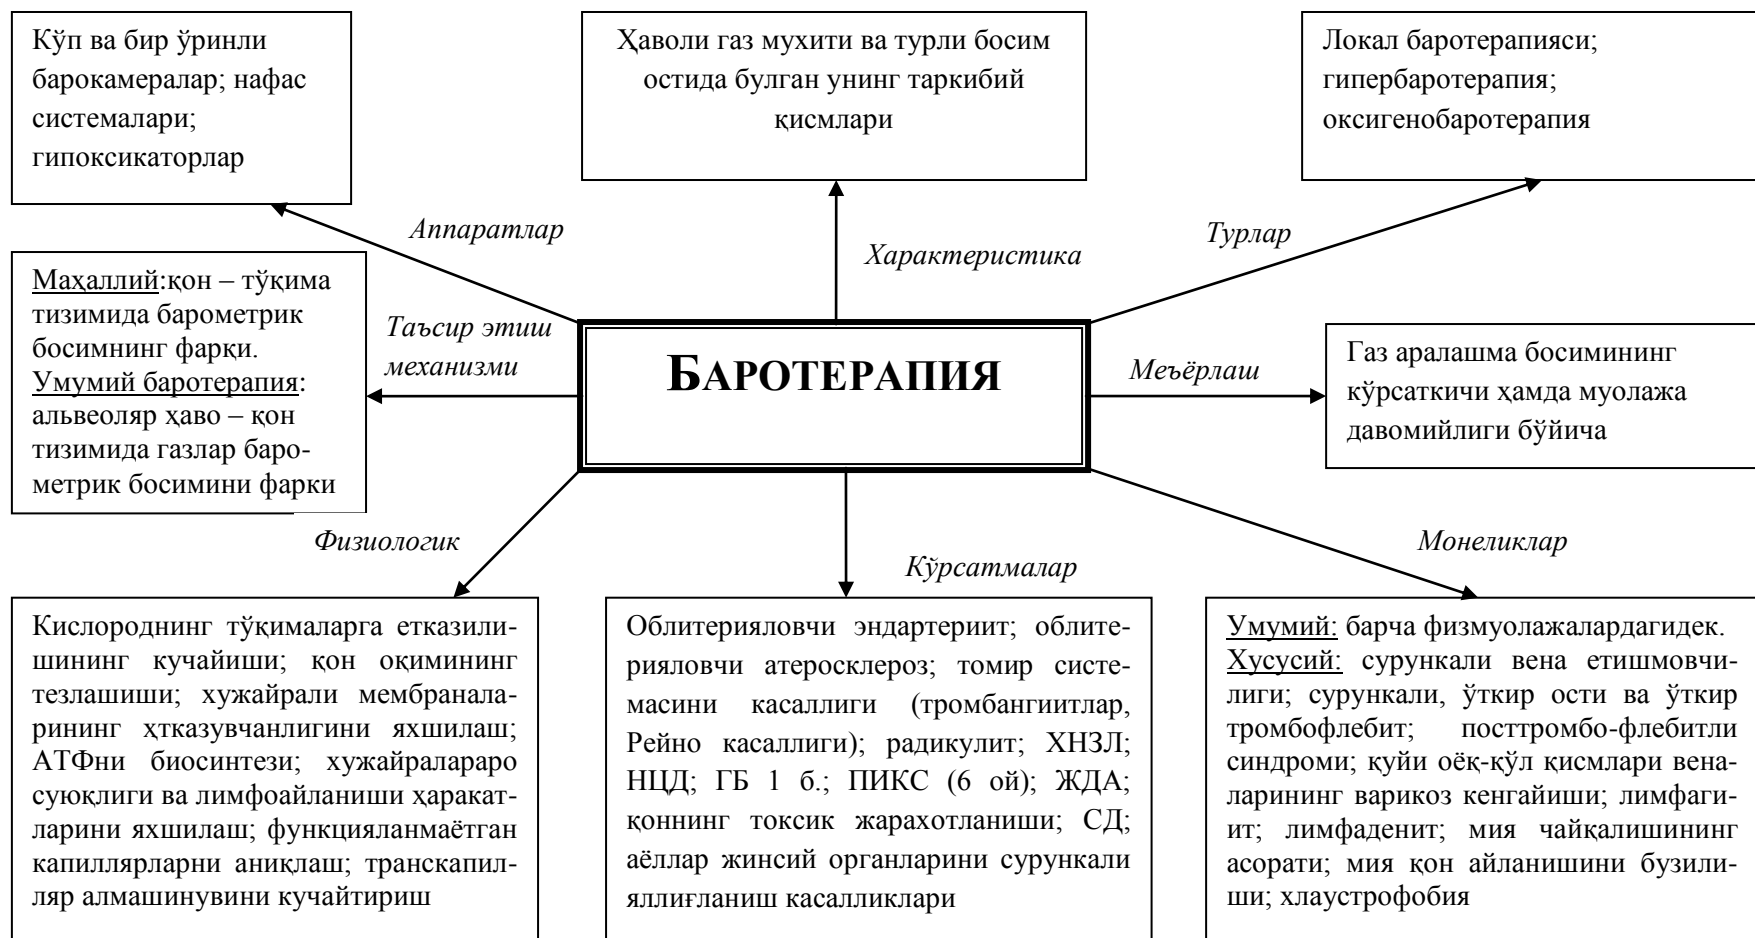 Кўп ва бир ўринли
барокамералар; нафас
системалари;
гипоксикаторлар
Ҳаволи газ мухити ва турли босим
остида булган унинг таркибий
қисмлари
Локал баротерапияси;
гипербаротерапия;
оксигенобаротерапия
Аппаратлар
Характеристика
Турлар
Маҳаллий:қон – тўқима
тизимида барометрик
босимнинг фарқи.
Умумий баротерапия:
альвеоляр ҳаво – қон
тизимида газлар баро-
метрик босимини фарки
Таъсир этиш
механизми
БАРОТЕРАПИЯ
Меъёрлаш
Газ аралашма босимининг
кўрсаткичи ҳамда муолажа
давомийлиги бўйича
Физиологик
Кўрсатмалар
Монеликлар
Кислороднинг тўқималарга етказили-
шининг кучайиши; қон оқимининг
тезлашиши; хужайрали мембранала-
рининг ҳтказувчанлигини яхшилаш;
АТФни биосинтези; хужайралараро
суюқлиги ва лимфоайланиши ҳаракат-
ларини яхшилаш; функцияланмаётган
капиллярларни аниқлаш; транскапил-
ляр алмашинувини кучайтириш
Облитерияловчи эндартериит; облите-
рияловчи атеросклероз; томир систе-
масини касаллиги (тромбангиитлар,
Рейно касаллиги); радикулит; ХНЗЛ;
НЦД; ГБ 1 б.; ПИКС (6 ой); ЖДА;
қоннинг токсик жарахотланиши; СД;
аёллар жинсий органларини сурункали
яллиғланиш касалликлари
Умумий: барча физмуолажалардагидек.
Хусусий: сурункали вена етишмовчи-
лиги; сурункали, ўткир ости ва ўткир
тромбофлебит; посттромбо-флебитли
синдроми; қуйи оёқ-қўл қисмлари вена-
ларининг варикоз кенгайиши; лимфаги-
ит; лимфаденит; мия чайқалишининг
асорати; мия қон айланишини бузили-
ши; хлаустрофобия